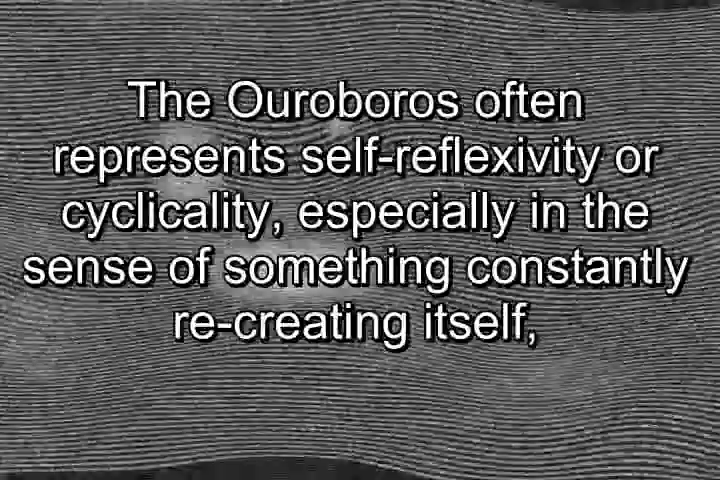 The Ouroboros often
represents self-reflexivity or
cyclicality, especially in the
sense of something constantly
re-creating itself,